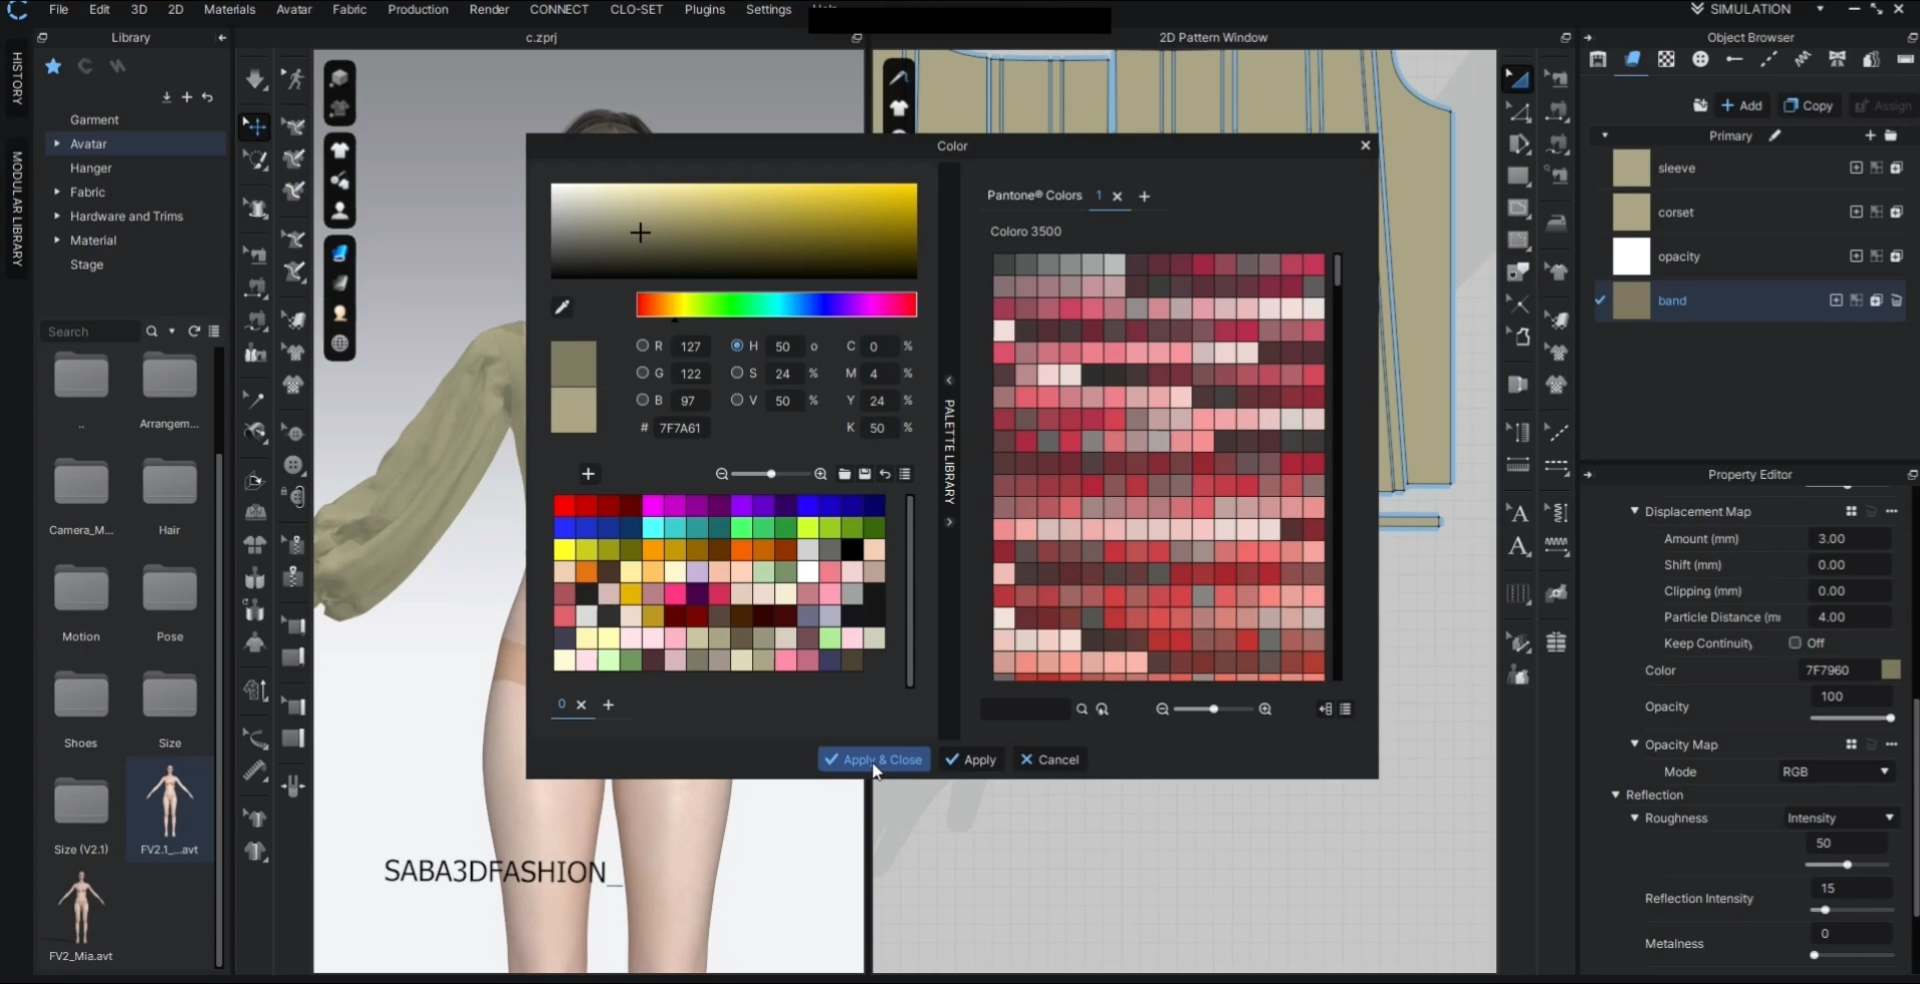 File Edit 3D 2D Materials Avatar Fabric Production Render CONNECT CLO-SET Plugins Settings
SIMULATION
Library
c.zprj
2D Pattern Window
Object Browser
HISTORY
MODULAR LIBRARY
Garment
Avatar
Hanger
Fabric
Hardware and Trims
Material
Stage
Search
..
Arrangem...
Camera_M...
Hair
Motion
Pose
Shoes
Size
Size (V2.1)
FV2.1_...avt
FV2_Mia.avt
SABA3DFASHION_
Color
R 127 H 50 o C 0 %
G 122 S 24 % M 4 %
B 97 V 50 % Y 24 %
# 7F7A61 K 50 %
0
PALETTE LIBRARY
Pantone® Colors 1
Coloro 3500
Apply & Close
Apply
Cancel
Add
Copy
Assign
Primary
sleeve
corset
opacity
band
Property Editor
Displacement Map
Amount (mm) 3.00
Shift (mm) 0.00
Clipping (mm) 0.00
Particle Distance (m 4.00
Keep Continuity Off
Color 7F7960
Opacity 100
Opacity Map
Mode RGB
Reflection
Roughness Intensity
50
Reflection Intensity 15
Metalness 0